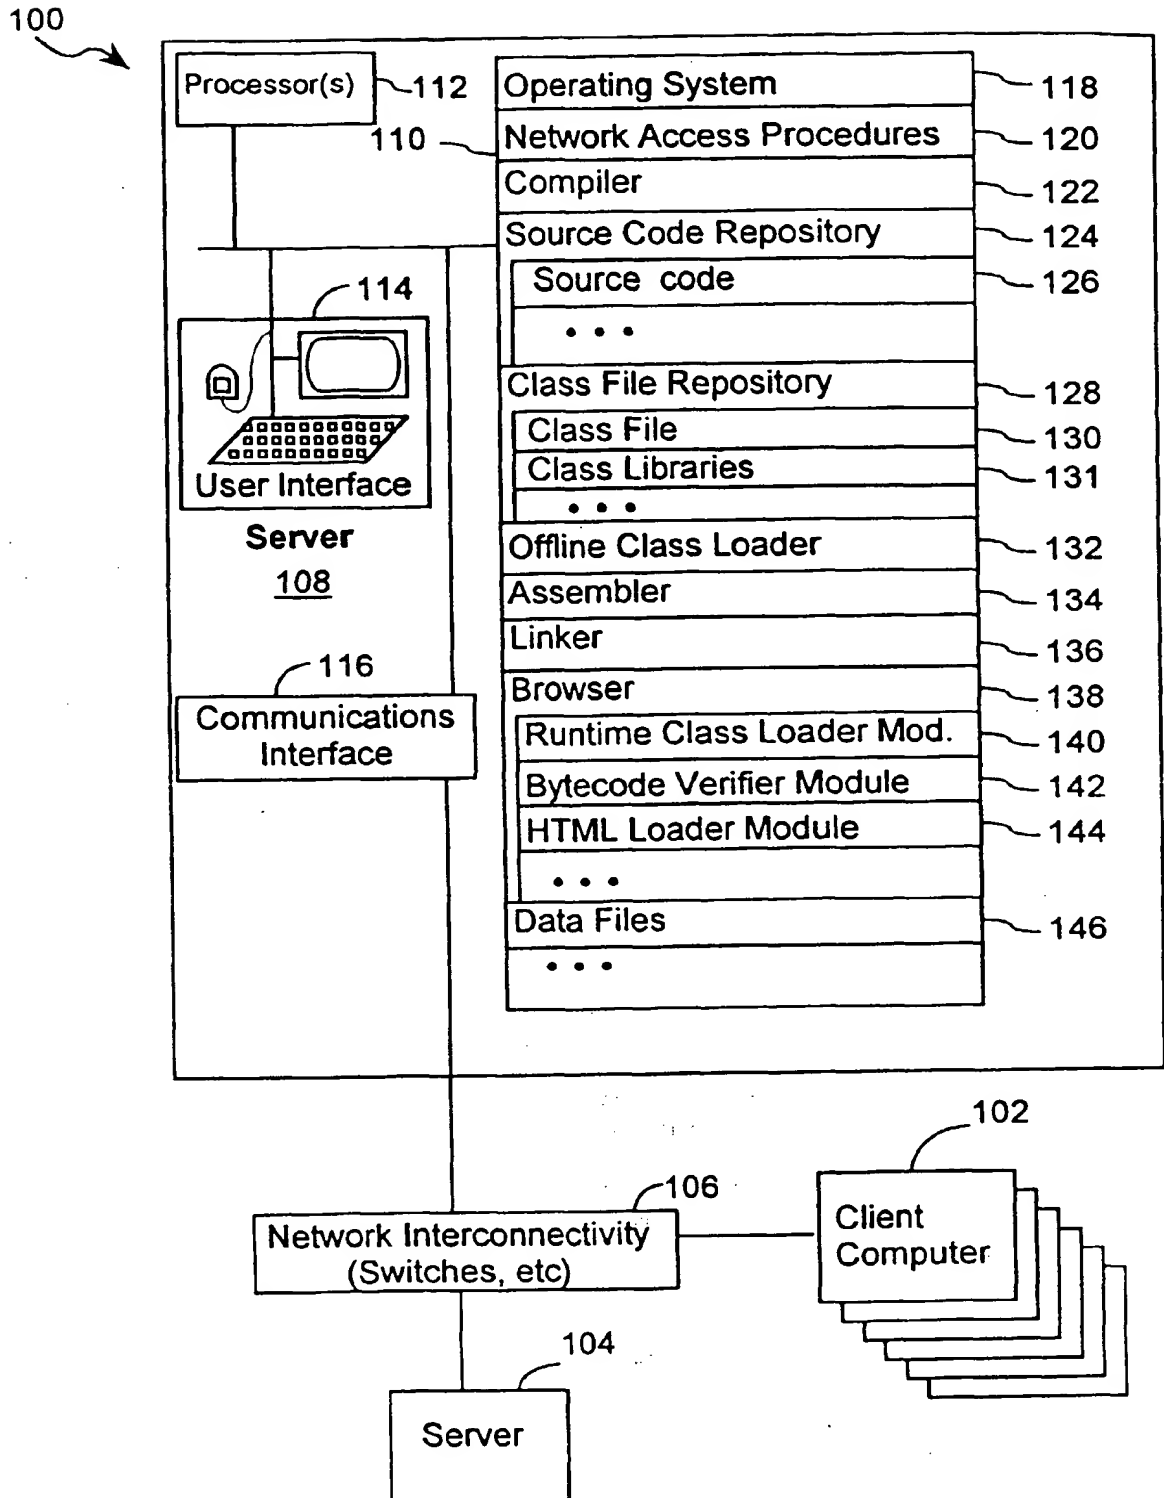 100
Processor(s)
112
110
Operating System
118
Network Access Procedures
120
Compiler
122
Source Code Repository
124
Source code
126
• • •
Class File Repository
128
Class File
130
Class Libraries
131
• • •
Offline Class Loader
132
Assembler
134
Linker
136
Browser
138
Runtime Class Loader Mod.
140
Bytecode Verifier Module
142
HTML Loader Module
144
• • •
Data Files
146
• • •
114
User Interface
Server
108
116
Communications
Interface
106
Network Interconnectivity
(Switches, etc)
102
Client
Computer
104
Server